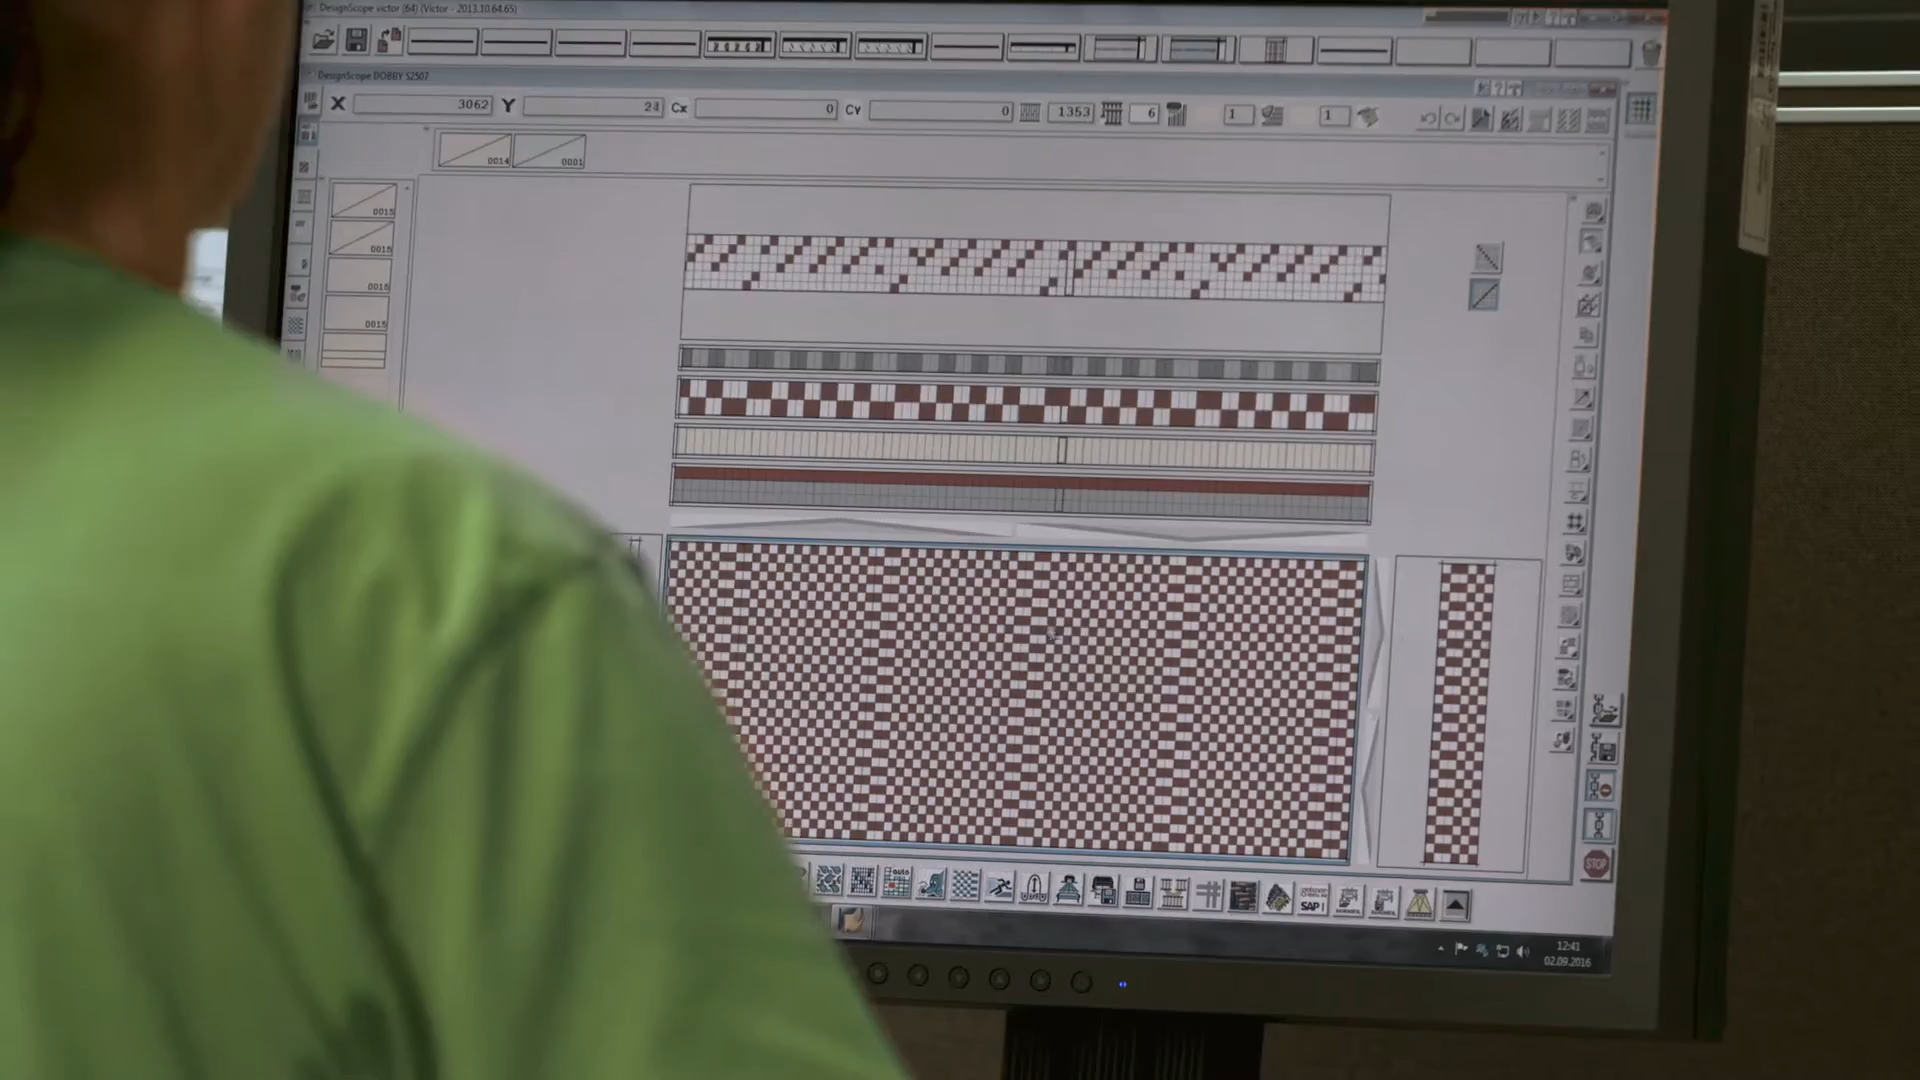 DesignScope victor (64) (Victor - 2013.10.64.65)
DesignScope DOBBY S2507
X 3062 Y 24 Cx 0 Cy 0 1353 6 1 1
0014 0001
0015
0015
0015
0015
auto
SAP
STOP
12:41
02.09.2016